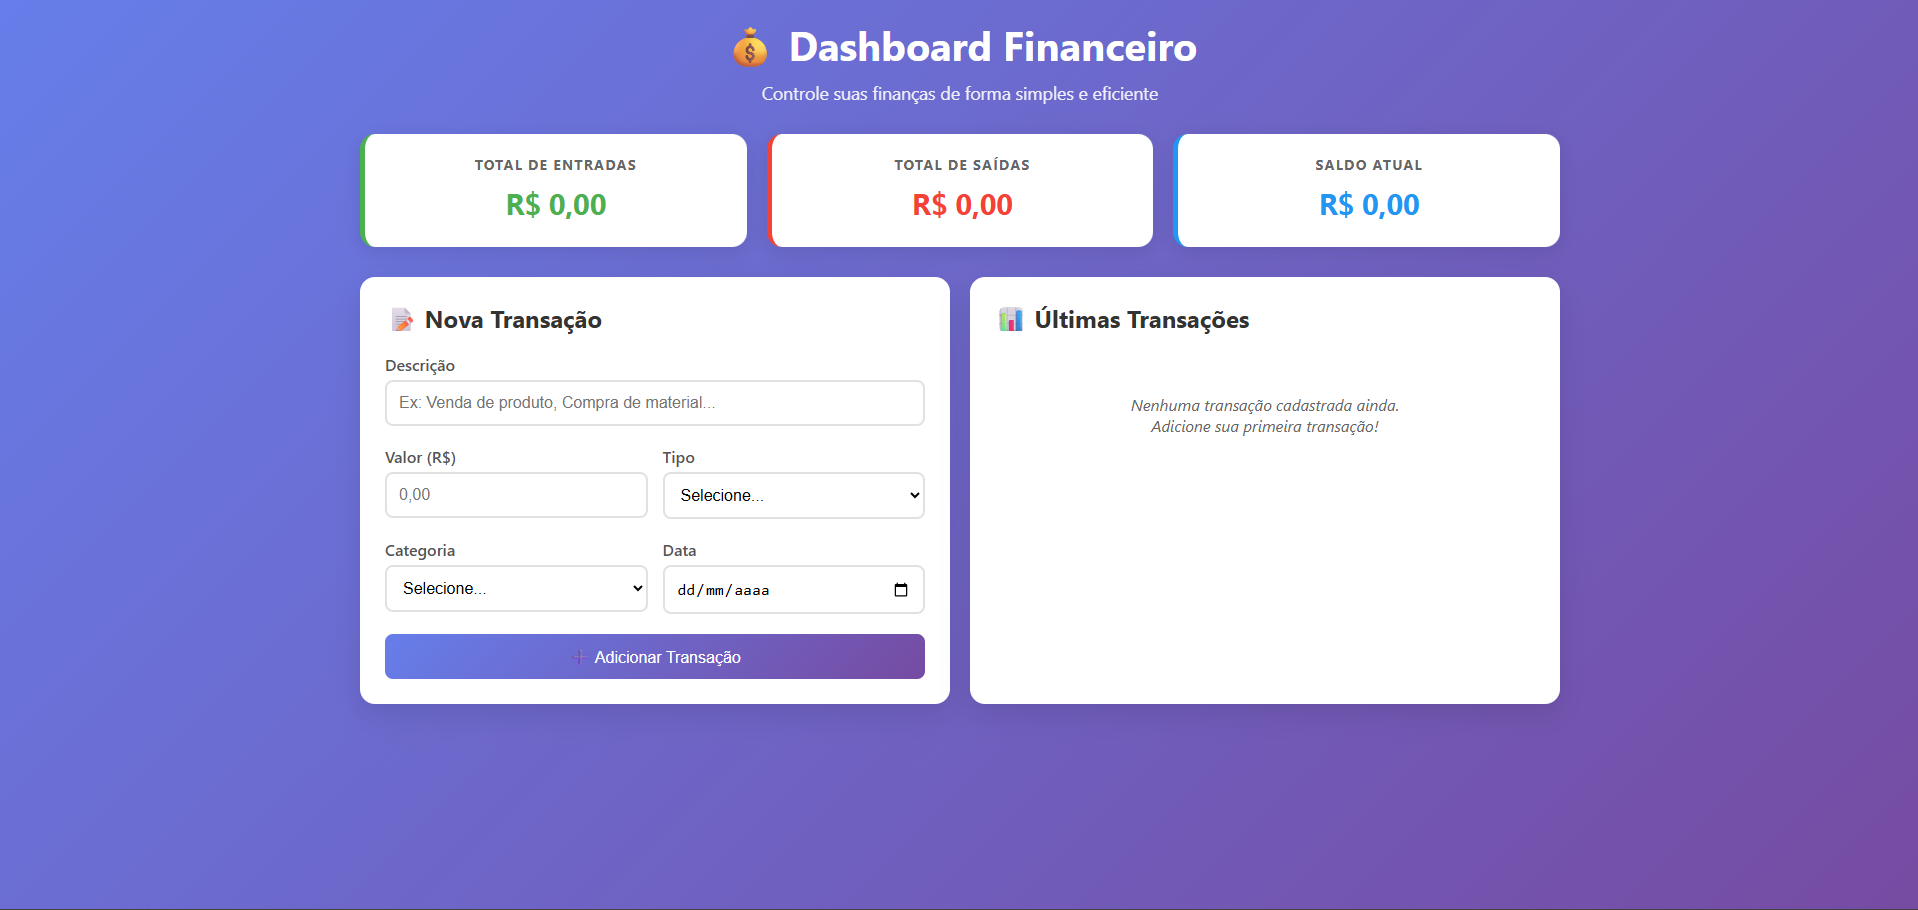 Dashboard Financeiro
Controle suas finanças de forma simples e eficiente
TOTAL DE ENTRADAS
R$ 0,00
TOTAL DE SAÍDAS
R$ 0,00
SALDO ATUAL
R$ 0,00
Nova Transação
Descrição
Ex: Venda de produto, Compra de material...
Valor (R$)
0,00
Tipo
Selecione...
Categoria
Selecione...
Data
dd/mm/aaaa
Adicionar Transação
Últimas Transações
Nenhuma transação cadastrada ainda.
Adicione sua primeira transação!